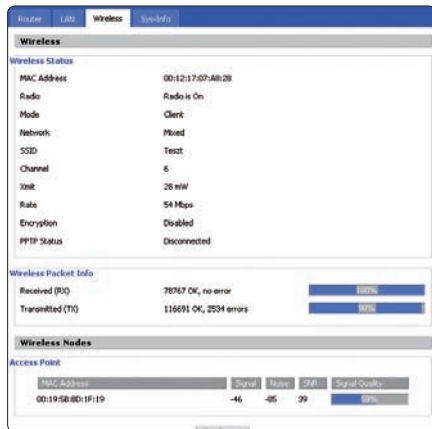 Router LAN Wireless Sys-Info
Wireless
Wireless Status
MAC Address 00:12:17:07:A8:28
Radio Radio is On
Mode Client
Network Mixed
SSID Teszt
Channel 6
Xmit 28 mW
Rate 54 Mbps
Encryption Disabled
PPTP Status Disconnected
Wireless Packet Info
Received (RX) 78767 OK, no error 100%
Transmitted (TX) 116691 OK, 2534 errors
Wireless Nodes
Access Point
MAC Address Signal Noise SNR Signal Quality
00:19:5B:8D:1F:19 -46 -85 39